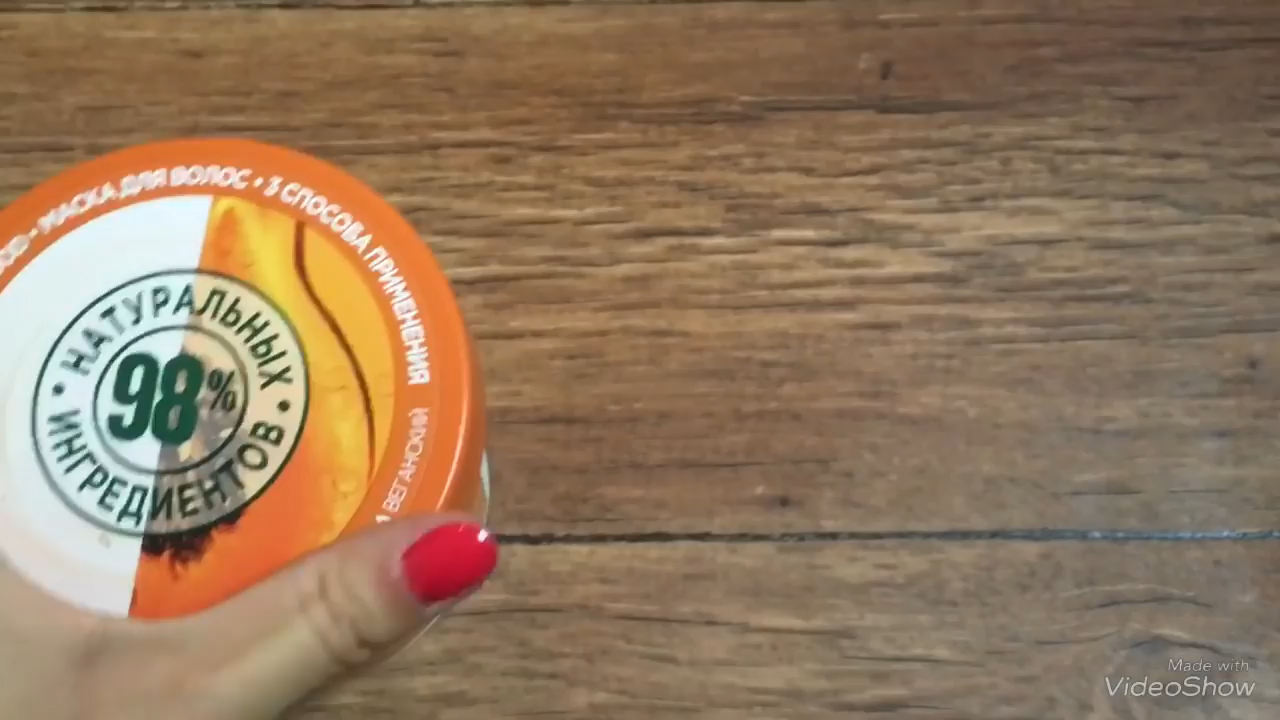 МАСКА ДЛЯ ВОЛОС • 3 СПОСОБА ПРИМЕНЕНИЯ
ВЕГАНСКИЙ
• НАТУРАЛЬНЫХ •
98%
ИНГРЕДИЕНТОВ
Made with
VideoShow